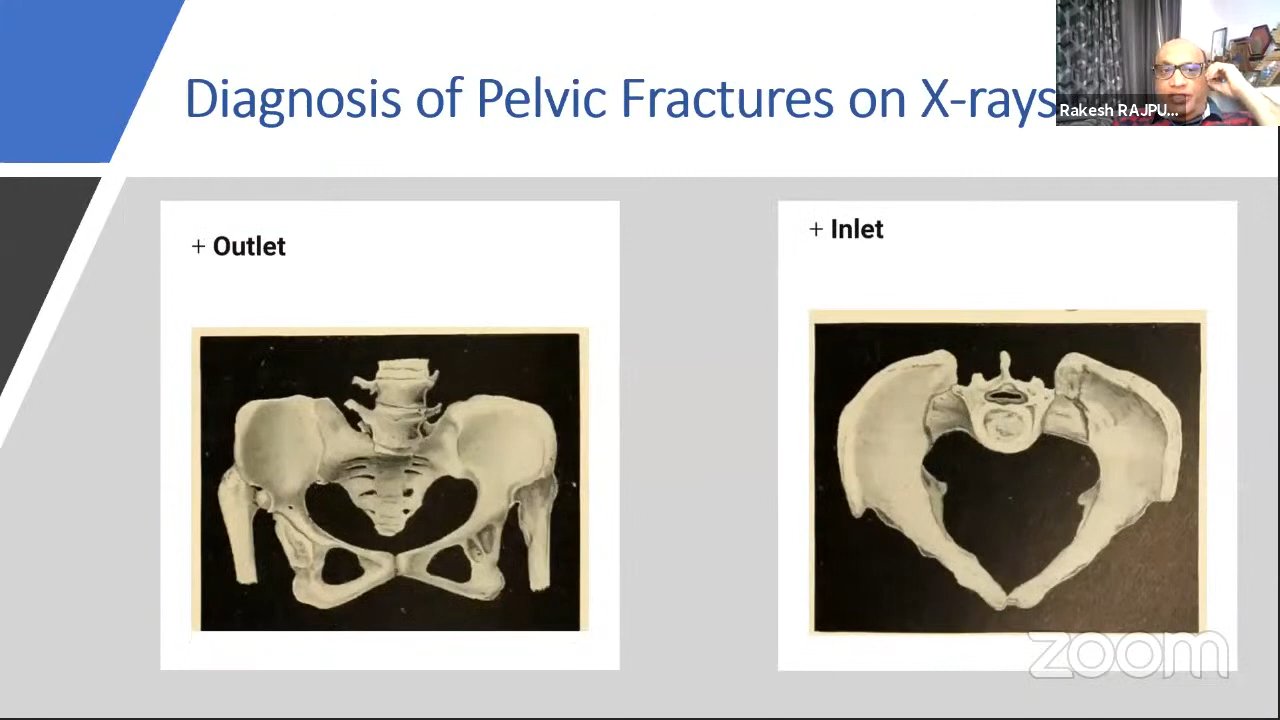 Diagnosis of Pelvic Fractures on X-rays
Rakesh RAJPU...
+ Outlet
+ Inlet
zoom